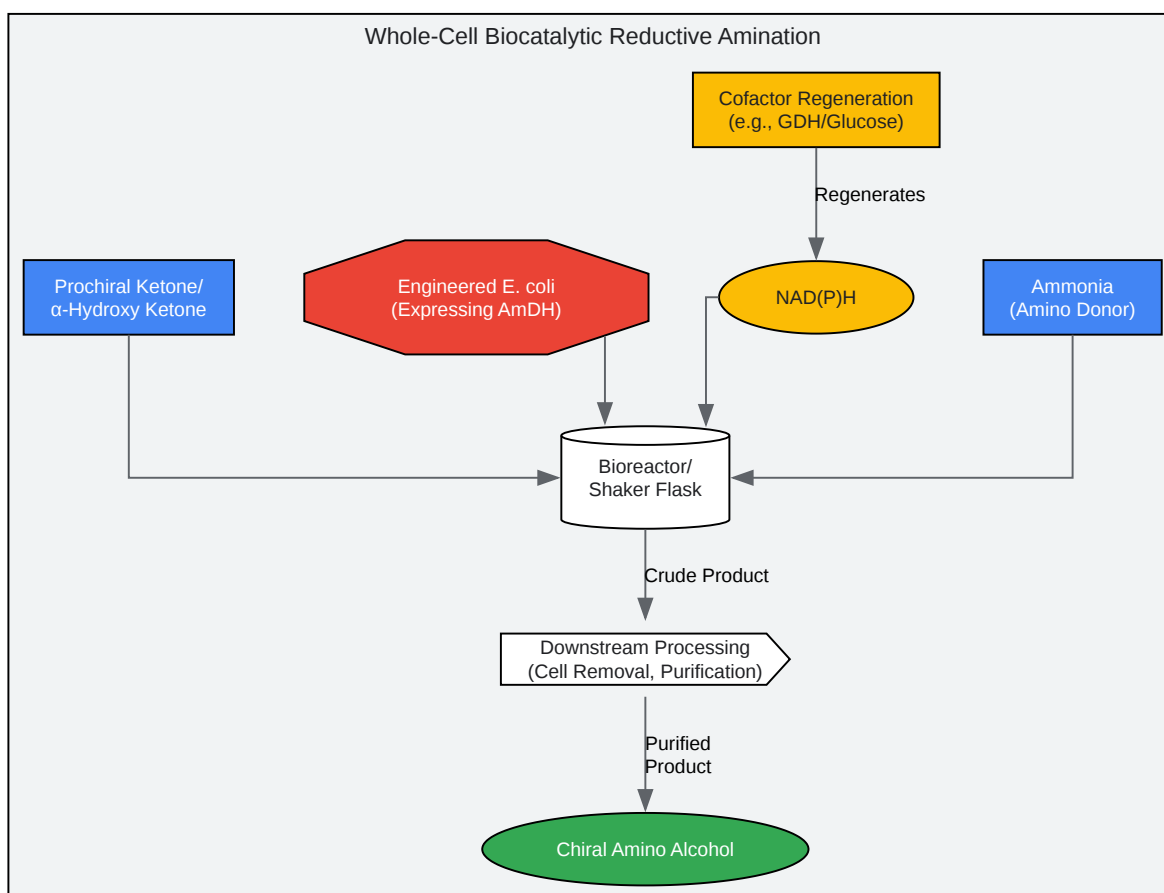 Whole-Cell Biocatalytic Reductive Amination
Cofactor Regeneration
(e.g., GDH/Glucose)
Regenerates
Prochiral Ketone/
α-Hydroxy Ketone
Engineered E. coli
(Expressing AmDH)
NAD(P)H
Ammonia
(Amino Donor)
Bioreactor/
Shaker Flask
Crude Product
Downstream Processing
(Cell Removal, Purification)
Purified
Product
Chiral Amino Alcohol